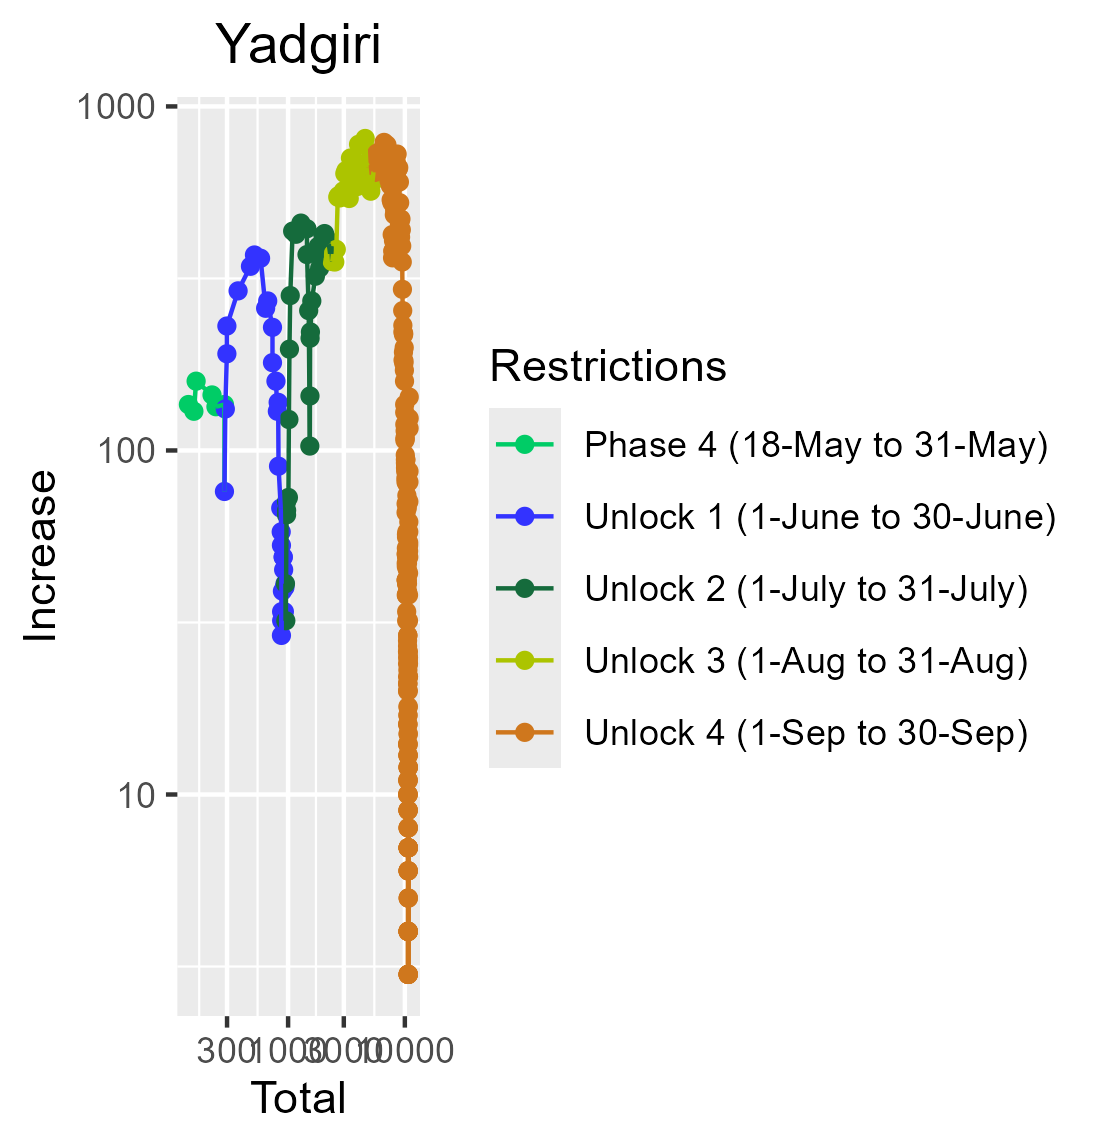 Yadgiri
1000
100
10
Increase
300 1000 3000 10000
Total
Restrictions
Phase 4 (18-May to 31-May)
Unlock 1 (1-June to 30-June)
Unlock 2 (1-July to 31-July)
Unlock 3 (1-Aug to 31-Aug)
Unlock 4 (1-Sep to 30-Sep)